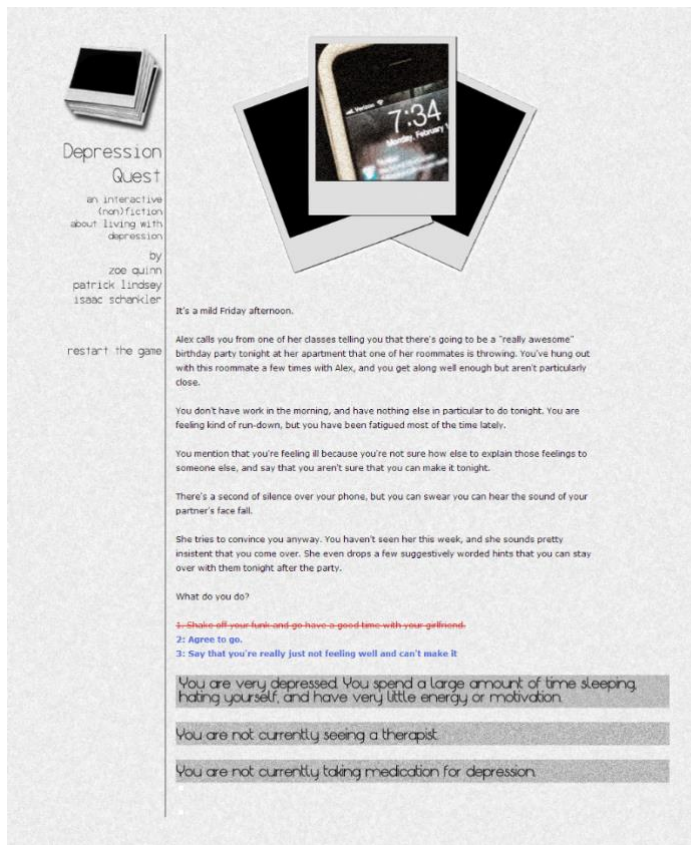 Depression
Quest
an interactive
(non)fiction
about living with
depression
by
zoe quinn
patrick lindsey
isaac schankler
restart the game
Verizon
7:34
Monday, February
It's a mild Friday afternoon.
Alex calls you from one of her classes telling you that there's going to be a "really awesome"
birthday party tonight at her apartment that one of her roommates is throwing. You've hung out
with this roommate a few times with Alex, and you get along well enough but aren't particularly
close.
You don't have work in the morning, and have nothing else in particular to do tonight. You are
feeling kind of run-down, but you have been fatigued most of the time lately.
You mention that you're feeling ill because you're not sure how else to explain those feelings to
someone else, and say that you aren't sure that you can make it tonight.
There's a second of silence over your phone, but you can swear you can hear the sound of your
partner's face fall.
She tries to convince you anyway. You haven't seen her this week, and she sounds pretty
insistent that you come over. She even drops a few suggestively worded hints that you can stay
over with them tonight after the party.
What do you do?
1. Shake off your funk and go have a good time with your girlfriend.
2: Agree to go.
3: Say that you're really just not feeling well and can't make it
You are very depressed. You spend a large amount of time sleeping,
hating yourself, and have very little energy or motivation.
You are not currently seeing a therapist.
You are not currently taking medication for depression.